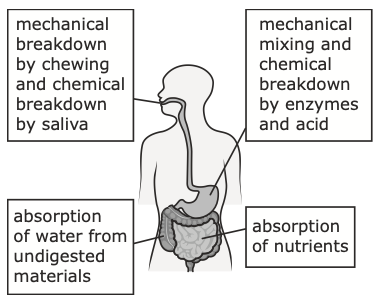 mechanical
breakdown
by chewing
and chemical
breakdown
by saliva
mechanical
mixing and
chemical
breakdown
by enzymes
and acid
absorption
of water from
undigested
materials
absorption
of nutrients